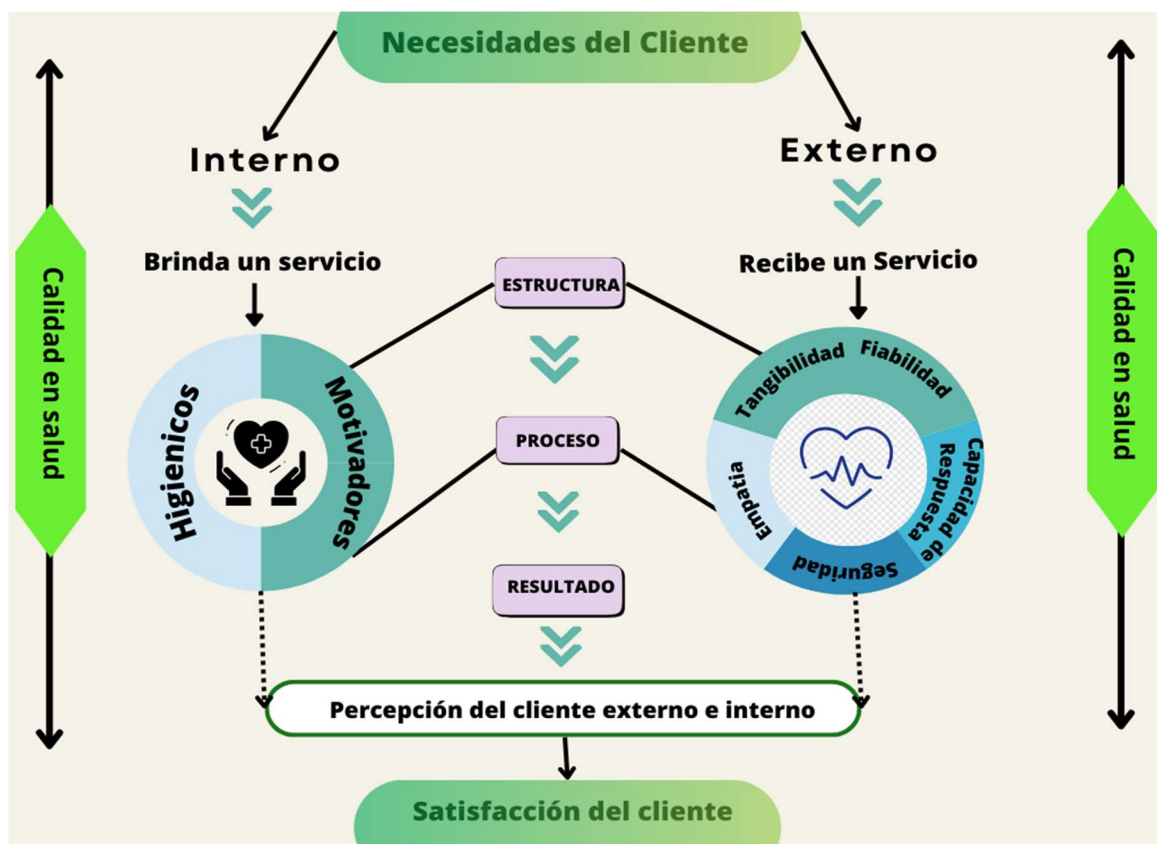 Necesidades del Cliente
Interno
Externo
Brinda un servicio
Recibe un Servicio
Calidad en salud
Calidad en salud
ESTRUCTURA
PROCESO
RESULTADO
Higienicos
Motivadores
Tangibilidad
Fiabilidad
Capacidad de
Respuesta
Seguridad
Empatia
Percepción del cliente externo e interno
Satisfacción del cliente